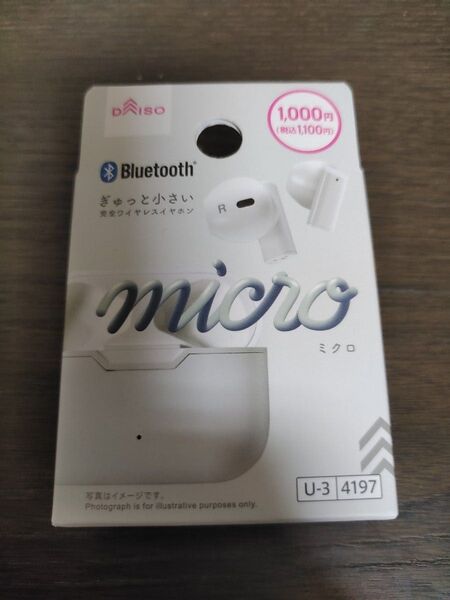 DAISO
1,000円
(税込1,100円)
Bluetooth®
ぎゅっと小さい
完全ワイヤレスイヤホン
R
micro
ミクロ
U-3 4197
写真はイメージです。
Photograph is for illustrative purposes only.